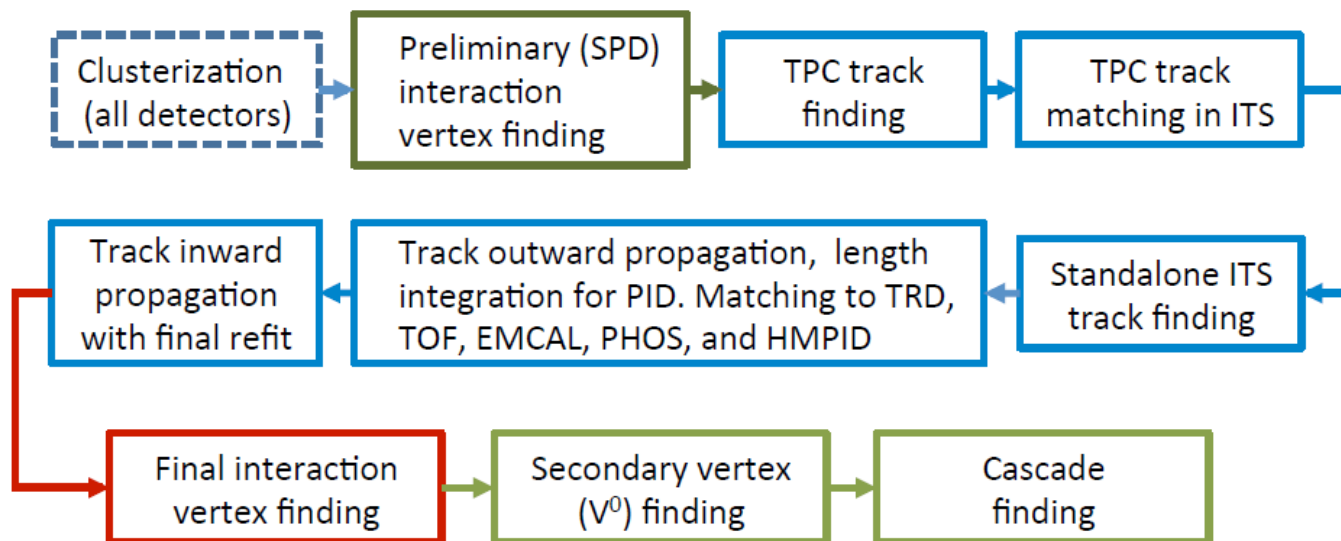 Clusterization
(all detectors)
Preliminary (SPD)
interaction
vertex finding
TPC track
finding
TPC track
matching in ITS
Track inward
propagation
with final refit
Track outward propagation, length
integration for PID. Matching to TRD,
TOF, EMCAL, PHOS, and HMPID
Standalone ITS
track finding
Final interaction
vertex finding
Secondary vertex
(V⁰) finding
Cascade
finding